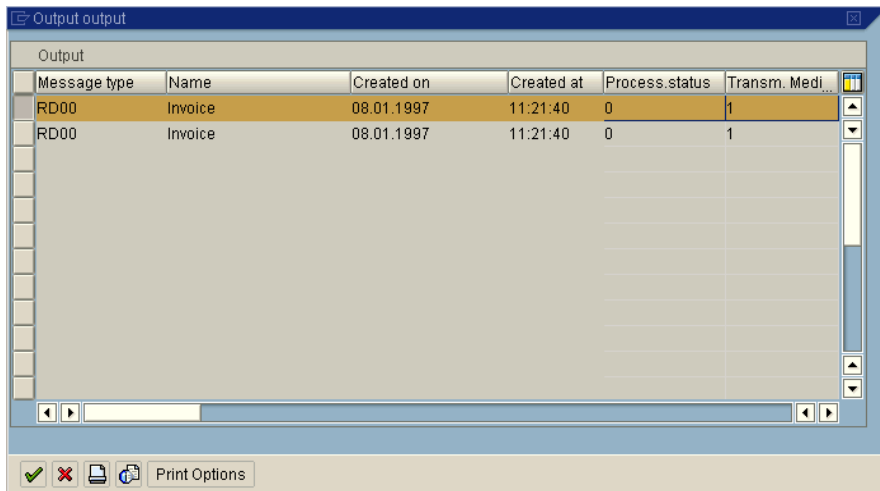 Output output
Output
Message type Name Created on Created at Process.status Transm. Medi...
RD00 Invoice 08.01.1997 11:21:40 0 1
RD00 Invoice 08.01.1997 11:21:40 0 1
Print Options